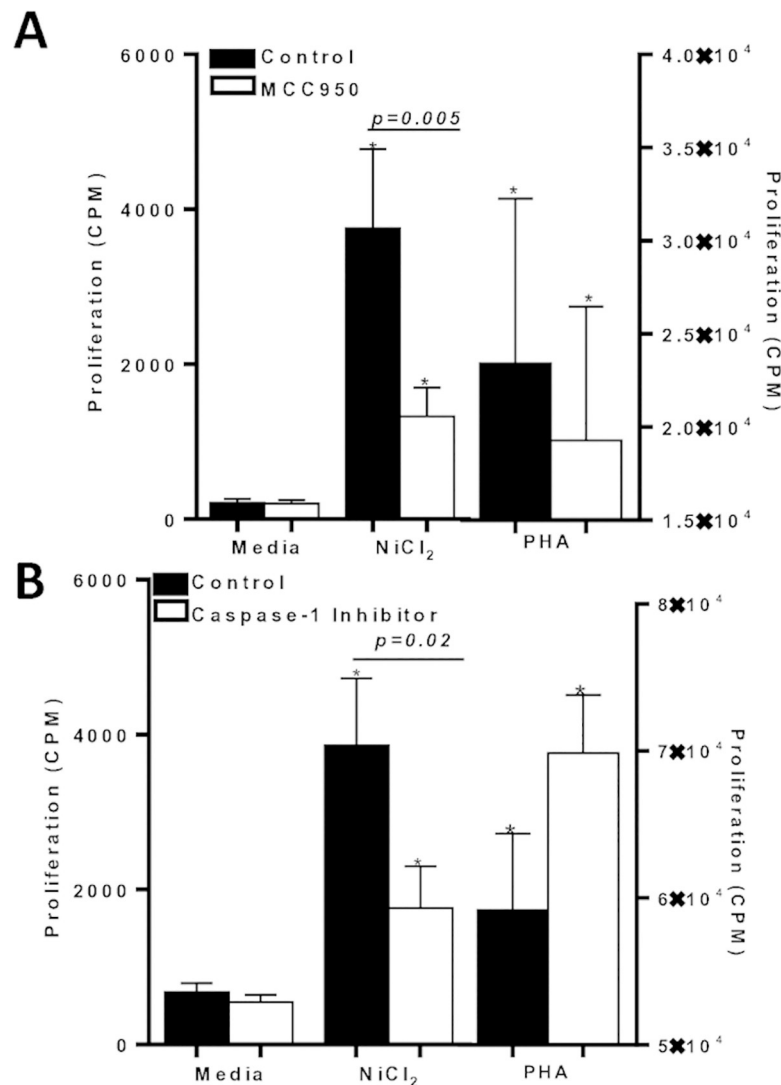 A
Control
MCC950
p=0.005
*
*
*
*
6000
4000
2000
0
Proliferation (CPM)
4.0✖10⁴
3.5✖10⁴
3.0✖10⁴
2.5✖10⁴
2.0✖10⁴
1.5✖10⁴
Proliferation (CPM)
Media
NiCl₂
PHA
B
Control
Caspase-1 Inhibitor
p=0.02
*
*
*
*
6000
4000
2000
0
Proliferation (CPM)
8✖10⁴
7✖10⁴
6✖10⁴
5✖10⁴
Proliferation (CPM)
Media
NiCl₂
PHA